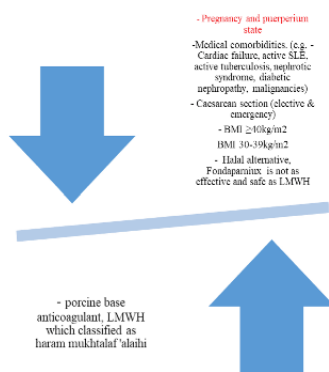 - Pregnancy and puerperium
state
-Medical comorbidities. (e.g. -
Cardiac failure, active SLE,
active tuberculosis, nephrotic
syndrome, diabetic
nephropathy, malignancies)
-Caesarean section (elective &
emergency)
- BMI ≥40kg/m2
BMI 30-39kg/m2
- Halal alternative,
Fondaparniux is not as
effective and safe as LMWH
- porcine base
anticoagulant, LMWH
which classified as
haram mukhtalaf 'alaihi